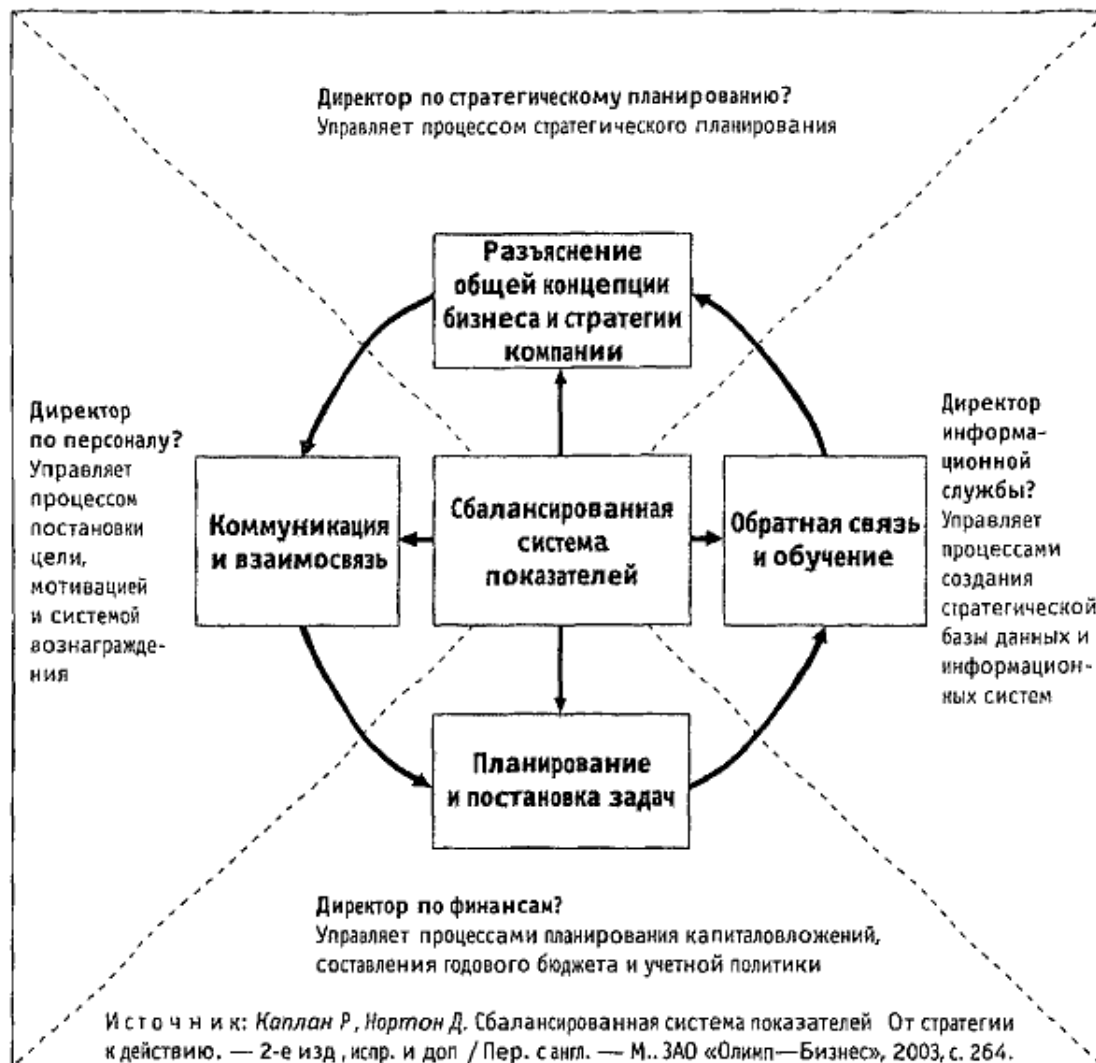 Директор по стратегическому планированию?
Управляет процессом стратегического планирования
Разъяснение
общей концепции
бизнеса и стратегии
компании
Директор
по персоналу?
Управляет
процессом
постановки
цели,
мотивацией
и системой
вознагражде-
ния
Коммуникация
и взаимосвязь
Сбалансированная
система
показателей
Обратная связь
и обучение
Директор
информа-
ционной
службы?
Управляет
процессами
создания
стратегической
базы данных и
информацион-
ных систем
Планирование
и постановка задач
Директор по финансам?
Управляет процессами планирования капиталовложений,
составления годового бюджета и учетной политики
Источник: Каплан Р, Нортон Д. Сбалансированная система показателей От стратегии
к действию. — 2-е изд, испр. и доп / Пер. с англ. — М.. ЗАО «Олимп—Бизнес», 2003, с. 264.